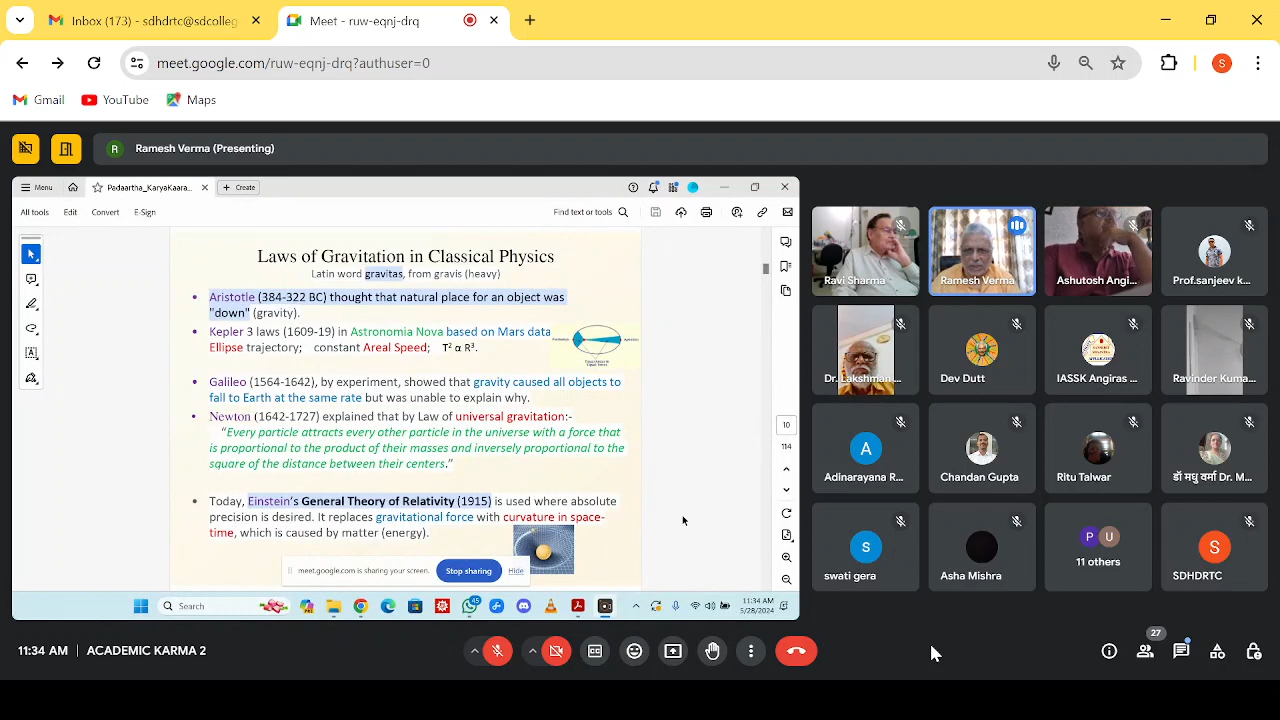 Inbox (173) - sdhdrtc@sdcolleg
Meet - ruw-eqnj-drq
meet.google.com/ruw-eqnj-drq?authuser=0
S
Gmail
YouTube
Maps
R
Ramesh Verma (Presenting)
Menu
Padaartha_KaryaKaara...
Create
All tools
Edit
Convert
E-Sign
Find text or tools
Laws of Gravitation in Classical Physics
Latin word gravitas, from gravis (heavy)
• Aristotle (384-322 BC) thought that natural place for an object was
"down" (gravity).
• Kepler 3 laws (1609-19) in Astronomia Nova based on Mars data
Ellipse trajectory; constant Areal Speed; T² α R³.
• Galileo (1564-1642), by experiment, showed that gravity caused all objects to
fall to Earth at the same rate but was unable to explain why.
• Newton (1642-1727) explained that by Law of universal gravitation:-
“Every particle attracts every other particle in the universe with a force that
is proportional to the product of their masses and inversely proportional to the
square of the distance between their centers.”
• Today, Einstein’s General Theory of Relativity (1915) is used where absolute
precision is desired. It replaces gravitational force with curvature in space-
time, which is caused by matter (energy).
10
114
meet.google.com is sharing your screen.
Stop sharing
Hide
Search
45
11:34 AM
5/28/2024
Ravi Sharma
Ramesh Verma
Ashutosh Angi...
Prof.sanjeev k...
Dr. Lakshman...
Dev Dutt
IASSK Angiras ...
Ravinder Kuma...
A
Adinarayana R...
Chandan Gupta
Ritu Talwar
डॉ मधु वर्मा Dr. M...
s
swati gera
Asha Mishra
P
U
11 others
S
SDHDRTC
11:34 AM
ACADEMIC KARMA 2
27